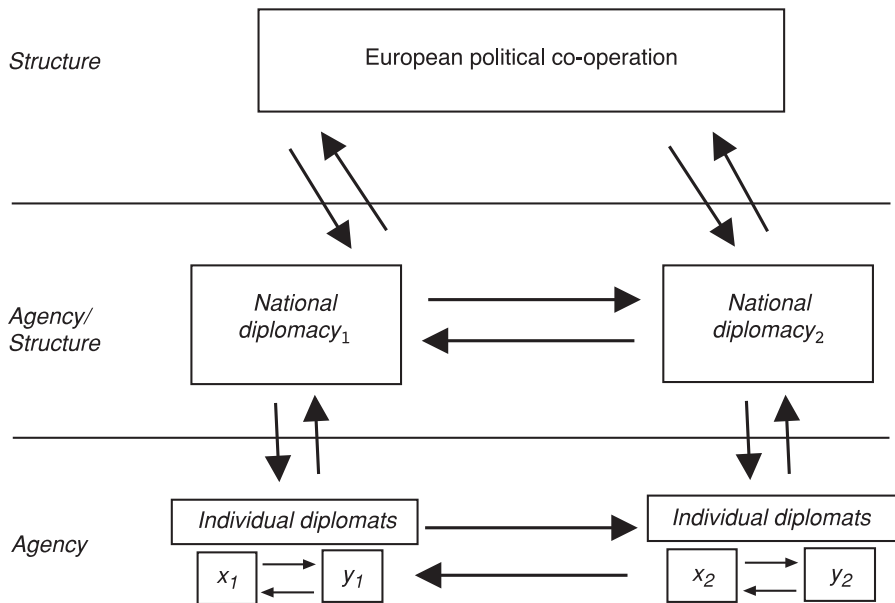 European political co-operation
Structure
National
diplomacy₁
National
diplomacy₂
Agency/
Structure
Individual diplomats
Individual diplomats
Agency
x₁
y₁
x₂
y₂